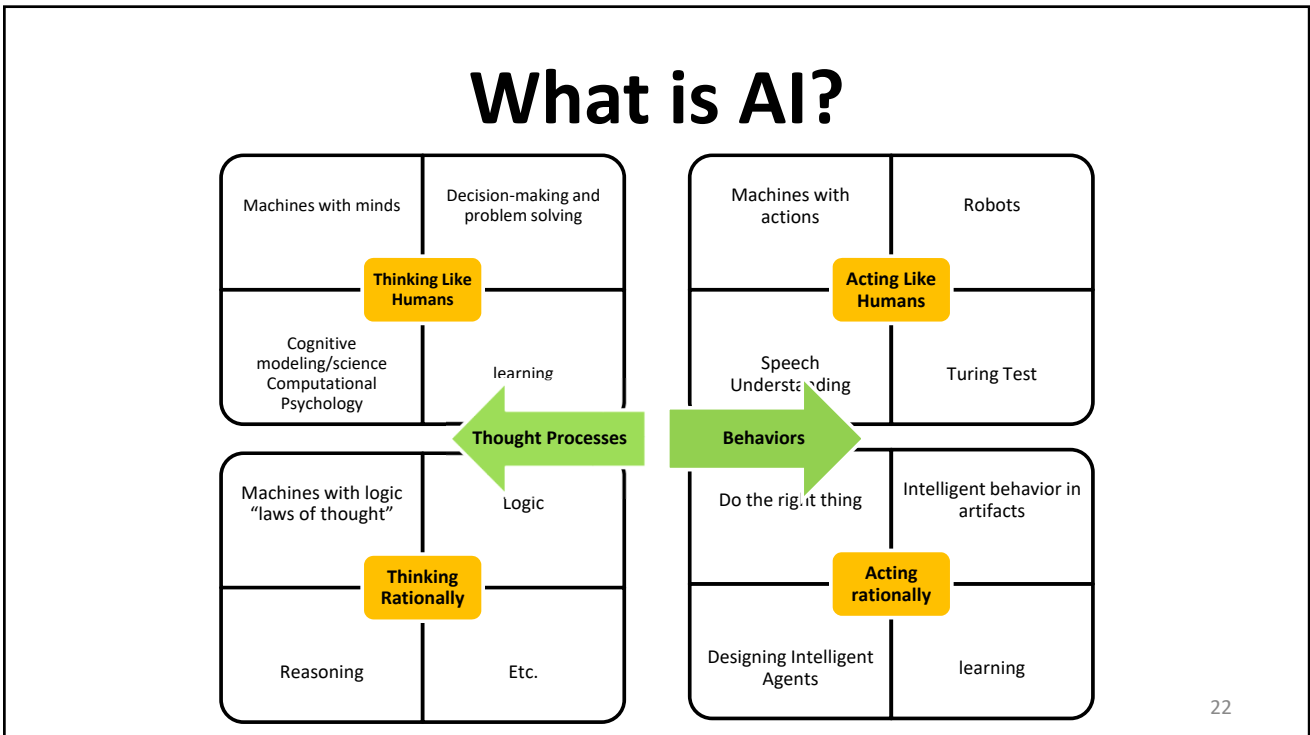 What is AI?
Machines with minds
Decision-making and
problem solving
Thinking Like
Humans
Cognitive
modeling/science
Computational
Psychology
learning
Machines with
actions
Robots
Acting Like
Humans
Speech
Understanding
Turing Test
Thought Processes
Behaviors
Machines with logic
“laws of thought”
Logic
Thinking
Rationally
Reasoning
Etc.
Do the right thing
Intelligent behavior in
artifacts
Acting
rationally
Designing Intelligent
Agents
learning
22